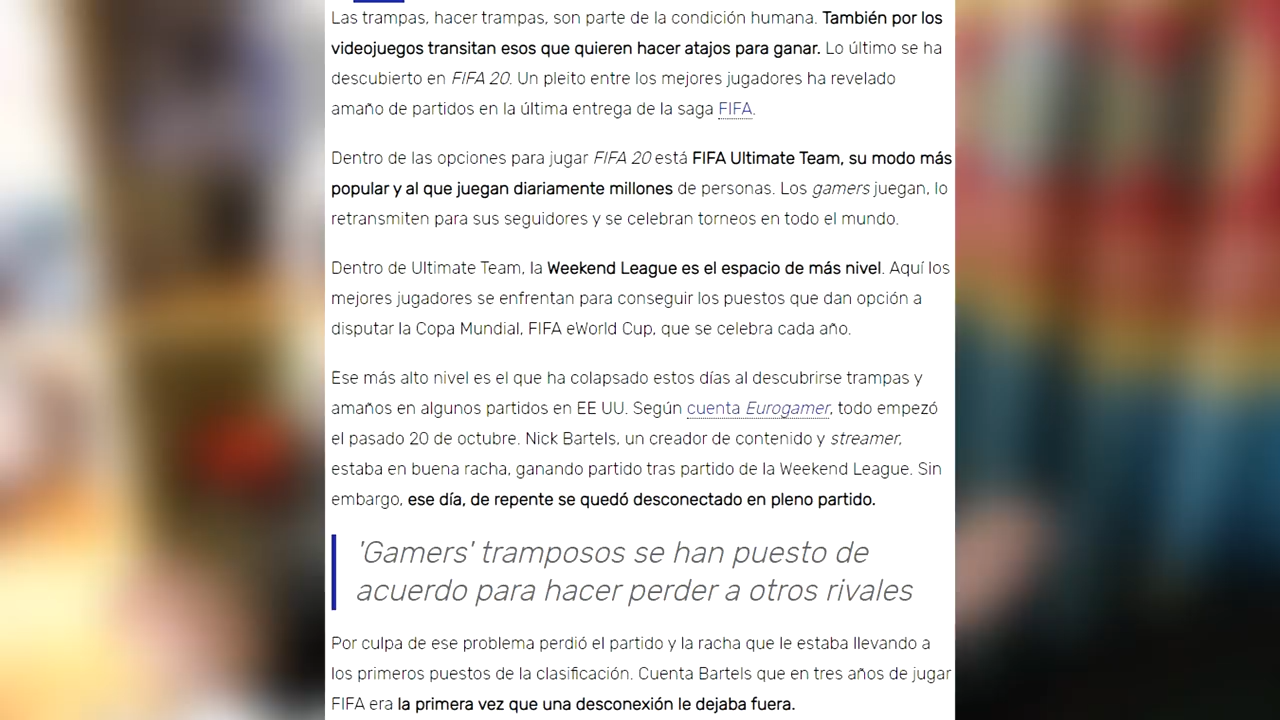 Las trampas, hacer trampas, son parte de la condición humana. También por los
videojuegos transitan esos que quieren hacer atajos para ganar. Lo último se ha
descubierto en FIFA 20. Un pleito entre los mejores jugadores ha revelado
amaño de partidos en la última entrega de la saga FIFA.
Dentro de las opciones para jugar FIFA 20 está FIFA Ultimate Team, su modo más
popular y al que juegan diariamente millones de personas. Los gamers juegan, lo
retransmiten para sus seguidores y se celebran torneos en todo el mundo.
Dentro de Ultimate Team, la Weekend League es el espacio de más nivel. Aquí los
mejores jugadores se enfrentan para conseguir los puestos que dan opción a
disputar la Copa Mundial, FIFA eWorld Cup, que se celebra cada año.
Ese más alto nivel es el que ha colapsado estos días al descubrirse trampas y
amaños en algunos partidos en EE UU. Según cuenta Eurogamer, todo empezó
el pasado 20 de octubre. Nick Bartels, un creador de contenido y streamer,
estaba en buena racha, ganando partido tras partido de la Weekend League. Sin
embargo, ese día, de repente se quedó desconectado en pleno partido.
'Gamers' tramposos se han puesto de
acuerdo para hacer perder a otros rivales
Por culpa de ese problema perdió el partido y la racha que le estaba llevando a
los primeros puestos de la clasificación. Cuenta Bartels que en tres años de jugar
FIFA era la primera vez que una desconexión le dejaba fuera.